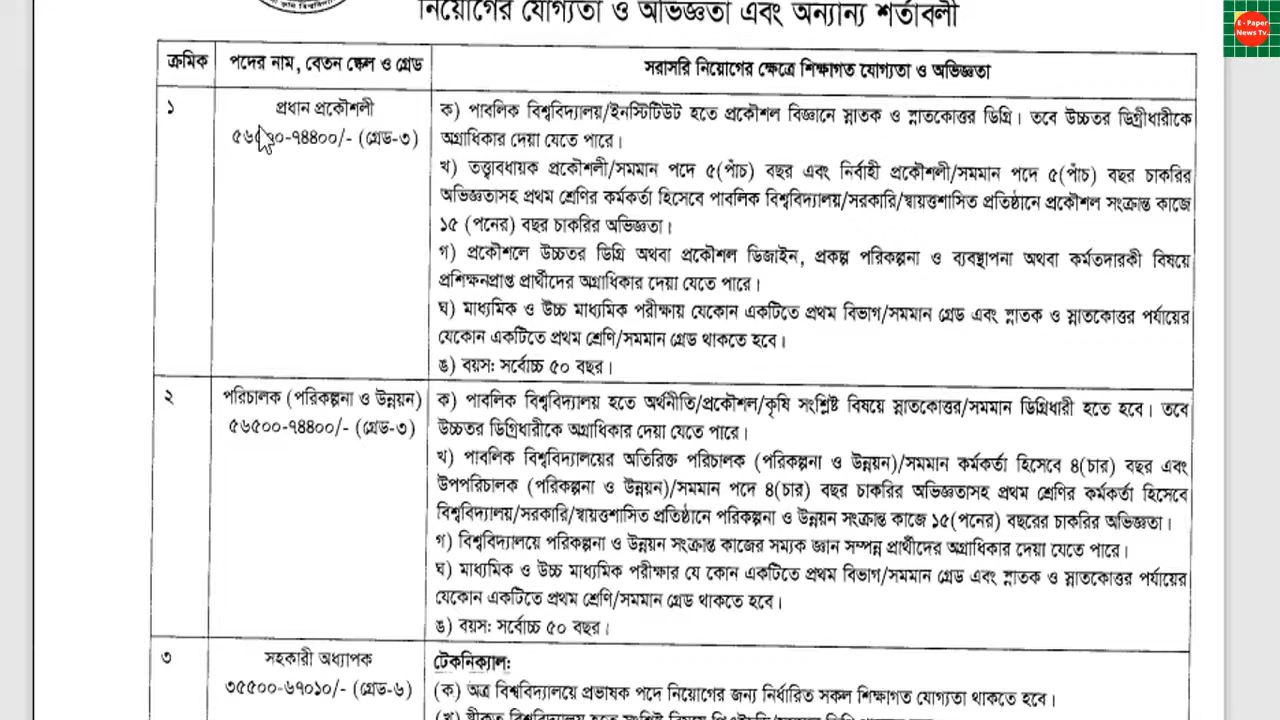 নিয়োগের যোগ্যতা ও অভিজ্ঞতা এবং অন্যান্য শর্তাবলী
E - Paper
News Tv.
ক্রমিক
পদের নাম, বেতন স্কেল ও গ্রেড
সরাসরি নিয়োগের ক্ষেত্রে শিক্ষাগত যোগ্যতা ও অভিজ্ঞতা
১
প্রধান প্রকৌশলী
-৭৪৪০০/- (গ্রেড-৩)
ক) পাবলিক বিশ্ববিদ্যালয়/ইনস্টিটিউট হতে প্রকৌশল বিজ্ঞানে স্নাতক ও স্নাতকোত্তর ডিগ্রি। তবে উচ্চতর ডিগ্রীধারীকে
অগ্রাধিকার দেয়া যেতে পারে।
খ) তত্ত্বাবধায়ক প্রকৌশলী/সমমান পদে ৫(পাঁচ) বছর এবং নির্বাহী প্রকৌশলী/সমমান পদে ৫(পাঁচ) বছর চাকরির
অভিজ্ঞতাসহ প্রথম শ্রেণির কর্মকর্তা হিসেবে পাবলিক বিশ্ববিদ্যালয়/সরকারি/স্বায়ত্তশাসিত প্রতিষ্ঠানে প্রকৌশল সংক্রান্ত কাজে
১৫ (পনের) বছর চাকরির অভিজ্ঞতা।
গ) প্রকৌশলে উচ্চতর ডিগ্রি অথবা প্রকৌশল ডিজাইন, প্রকল্প পরিকল্পনা ও ব্যবস্থাপনা অথবা কর্মতদারকী বিষয়ে
প্রশিক্ষনপ্রাপ্ত প্রার্থীদের অগ্রাধিকার দেয়া যেতে পারে।
ঘ) মাধ্যমিক ও উচ্চ মাধ্যমিক পরীক্ষায় যেকোন একটিতে প্রথম বিভাগ/সমমান গ্রেড এবং স্নাতক ও স্নাতকোত্তর পর্যায়ের
যেকোন একটিতে প্রথম শ্রেণি/সমমান গ্রেড থাকতে হবে।
ঙ) বয়স: সর্বোচ্চ ৫০ বছর।
২
পরিচালক (পরিকল্পনা ও উন্নয়ন)
৫৬৫০০-৭৪৪০০/- (গ্রেড-৩)
ক) পাবলিক বিশ্ববিদ্যালয় হতে অর্থনীতি/প্রকৌশল/কৃষি সংশ্লিষ্ট বিষয়ে স্নাতকোত্তর/সমমান ডিগ্রিধারী হতে হবে। তবে
উচ্চতর ডিগ্রিধারীকে অগ্রাধিকার দেয়া যেতে পারে।
খ) পাবলিক বিশ্ববিদ্যালয়ের অতিরিক্ত পরিচালক (পরিকল্পনা ও উন্নয়ন)/সমমান কর্মকর্তা হিসেবে ৪(চার) বছর এবং
উপপরিচালক (পরিকল্পনা ও উন্নয়ন)/সমমান পদে ৪(চার) বছর চাকরির অভিজ্ঞতাসহ প্রথম শ্রেণির কর্মকর্তা হিসেবে
বিশ্ববিদ্যালয়/সরকারি/স্বায়ত্তশাসিত প্রতিষ্ঠানে পরিকল্পনা ও উন্নয়ন সংক্রান্ত কাজে ১৫(পনের) বছরের চাকরির অভিজ্ঞতা।
গ) বিশ্ববিদ্যালয়ে পরিকল্পনা ও উন্নয়ন সংক্রান্ত কাজের সম্যক জ্ঞান সম্পন্ন প্রার্থীদের অগ্রাধিকার দেয়া যেতে পারে।
ঘ) মাধ্যমিক ও উচ্চ মাধ্যমিক পরীক্ষার যে কোন একটিতে প্রথম বিভাগ/সমমান গ্রেড এবং স্নাতক ও স্নাতকোত্তর পর্যায়ের
যেকোন একটিতে প্রথম শ্রেণি/সমমান গ্রেড থাকতে হবে।
ঙ) বয়স: সর্বোচ্চ ৫০ বছর।
৩
সহকারী অধ্যাপক
৩৫৫০০-৬৭০১০/- (গ্রেড-৬)
টেকনিক্যাল:
(ক) অত্র বিশ্ববিদ্যালয়ে প্রভাষক পদে নিয়োগের জন্য নির্ধারিত সকল শিক্ষাগত যোগ্যতা থাকতে হবে।